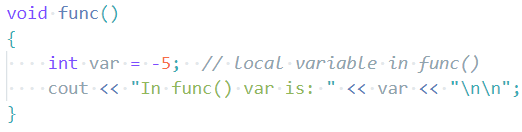 void func()
{
    int var = -5;  // local variable in func()
    cout << "In func() var is: " << var << "\n\n";
}